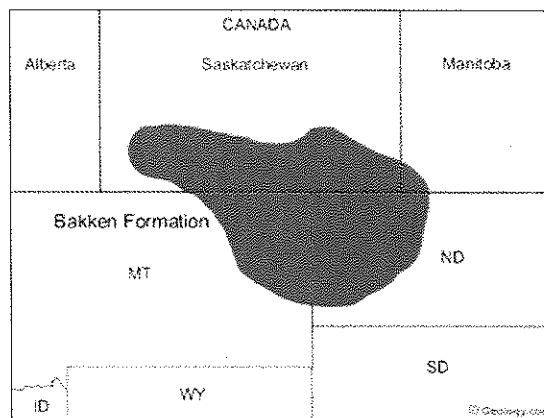 CANADA
Alberta
Saskatchewan
Manitoba
Bakken Formation
MT
ND
SD
WY
ID
© Geology.com